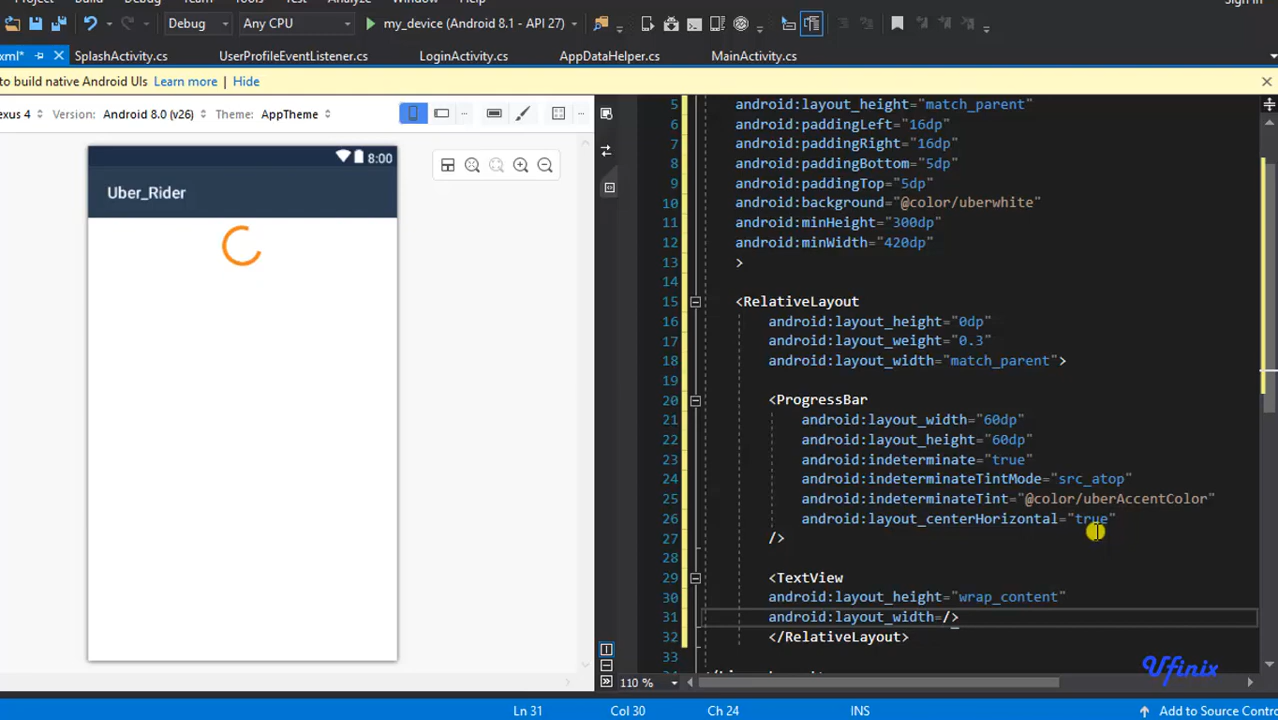 Debug Any CPU my_device (Android 8.1 - API 27)
xml* SplashActivity.cs UserProfileEventListener.cs LoginActivity.cs AppDataHelper.cs MainActivity.cs
to build native Android UIs Learn more | Hide
exus 4 Version: Android 8.0 (v26) Theme: AppTheme
8:00
Uber_Rider
5 android:layout_height="match_parent"
6 android:paddingLeft="16dp"
7 android:paddingRight="16dp"
8 android:paddingBottom="5dp"
9 android:paddingTop="5dp"
10 android:background="@color/uberwhite"
11 android:minHeight="300dp"
12 android:minWidth="420dp"
13 >
14
15 <RelativeLayout
16 android:layout_height="0dp"
17 android:layout_weight="0.3"
18 android:layout_width="match_parent">
19
20 <ProgressBar
21 android:layout_width="60dp"
22 android:layout_height="60dp"
23 android:indeterminate="true"
24 android:indeterminateTintMode="src_atop"
25 android:indeterminateTint="@color/uberAccentColor"
26 android:layout_centerHorizontal="true"
27 />
28
29 <TextView
30 android:layout_height="wrap_content"
31 android:layout_width=/>
32 </RelativeLayout>
33
Ufinix
110 %
Ln 31 Col 30 Ch 24 INS Add to Source Contr